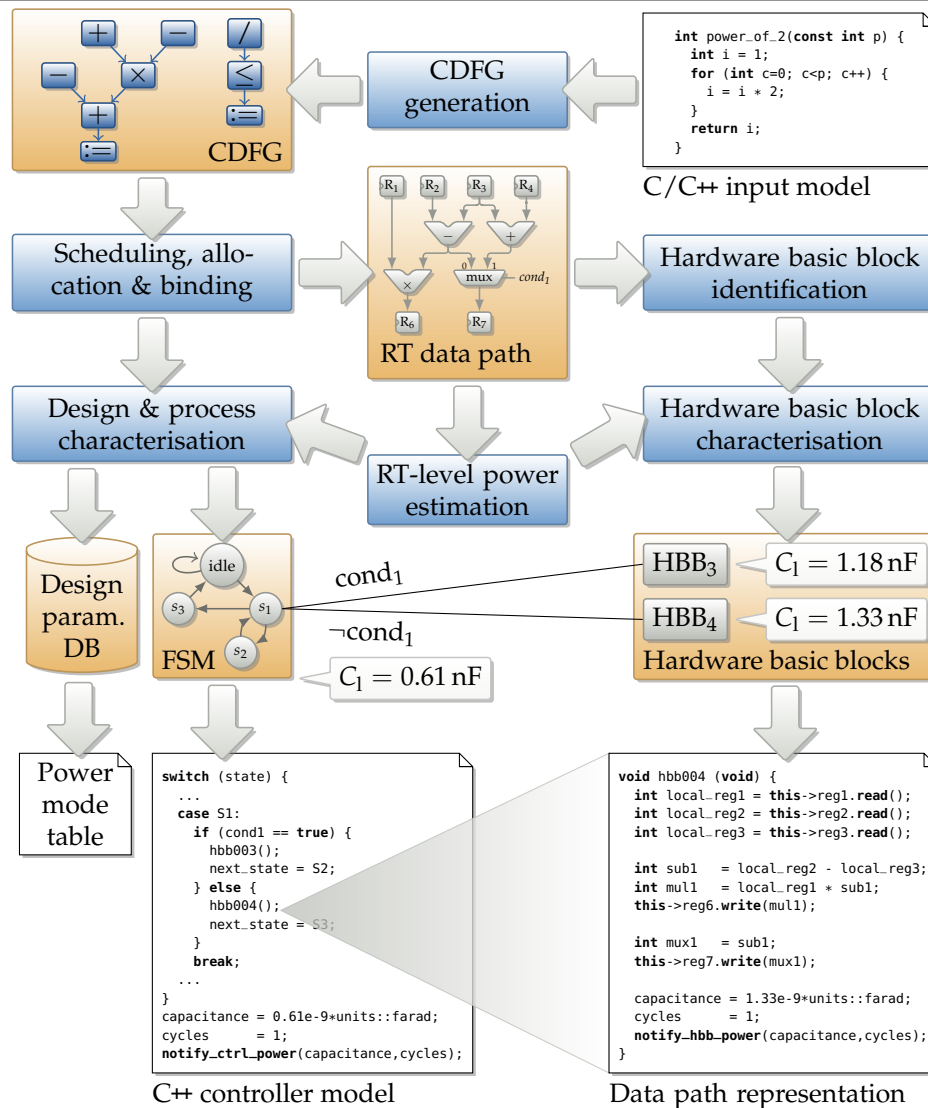 +
−
/
−
×
≤
+
:=
:=
CDFG
CDFG
generation
int power_of_2(const int p) {
  int i = 1;
  for (int c=0; c<p; c++) {
    i = i * 2;
  }
  return i;
}
C/C++ input model
Scheduling, allo-
cation & binding
R1 R2 R3 R4
− +
0 1
× mux cond1
R6 R7
RT data path
Hardware basic block
identification
Design & process
characterisation
RT-level power
estimation
Hardware basic block
characterisation
Design
param.
DB
idle
s3 s1
s2
FSM
cond1
¬cond1
Cl = 0.61 nF
HBB3 Cl = 1.18 nF
HBB4 Cl = 1.33 nF
Hardware basic blocks
Power
mode
table
switch (state) {
  ...
  case S1:
    if (cond1 == true) {
      hbb003();
      next_state = S2;
    } else {
      hbb004();
      next_state = S3;
    }
    break;
  ...
}
capacitance = 0.61e-9*units::farad;
cycles      = 1;
notify_ctrl_power(capacitance,cycles);
C++ controller model
void hbb004 (void) {
  int local_reg1 = this->reg1.read();
  int local_reg2 = this->reg2.read();
  int local_reg3 = this->reg3.read();
  int sub1   = local_reg2 - local_reg3;
  int mul1   = local_reg1 * sub1;
  this->reg6.write(mul1);
  int mux1   = sub1;
  this->reg7.write(mux1);
  capacitance = 1.33e-9*units::farad;
  cycles      = 1;
  notify_hbb_power(capacitance,cycles);
}
Data path representation